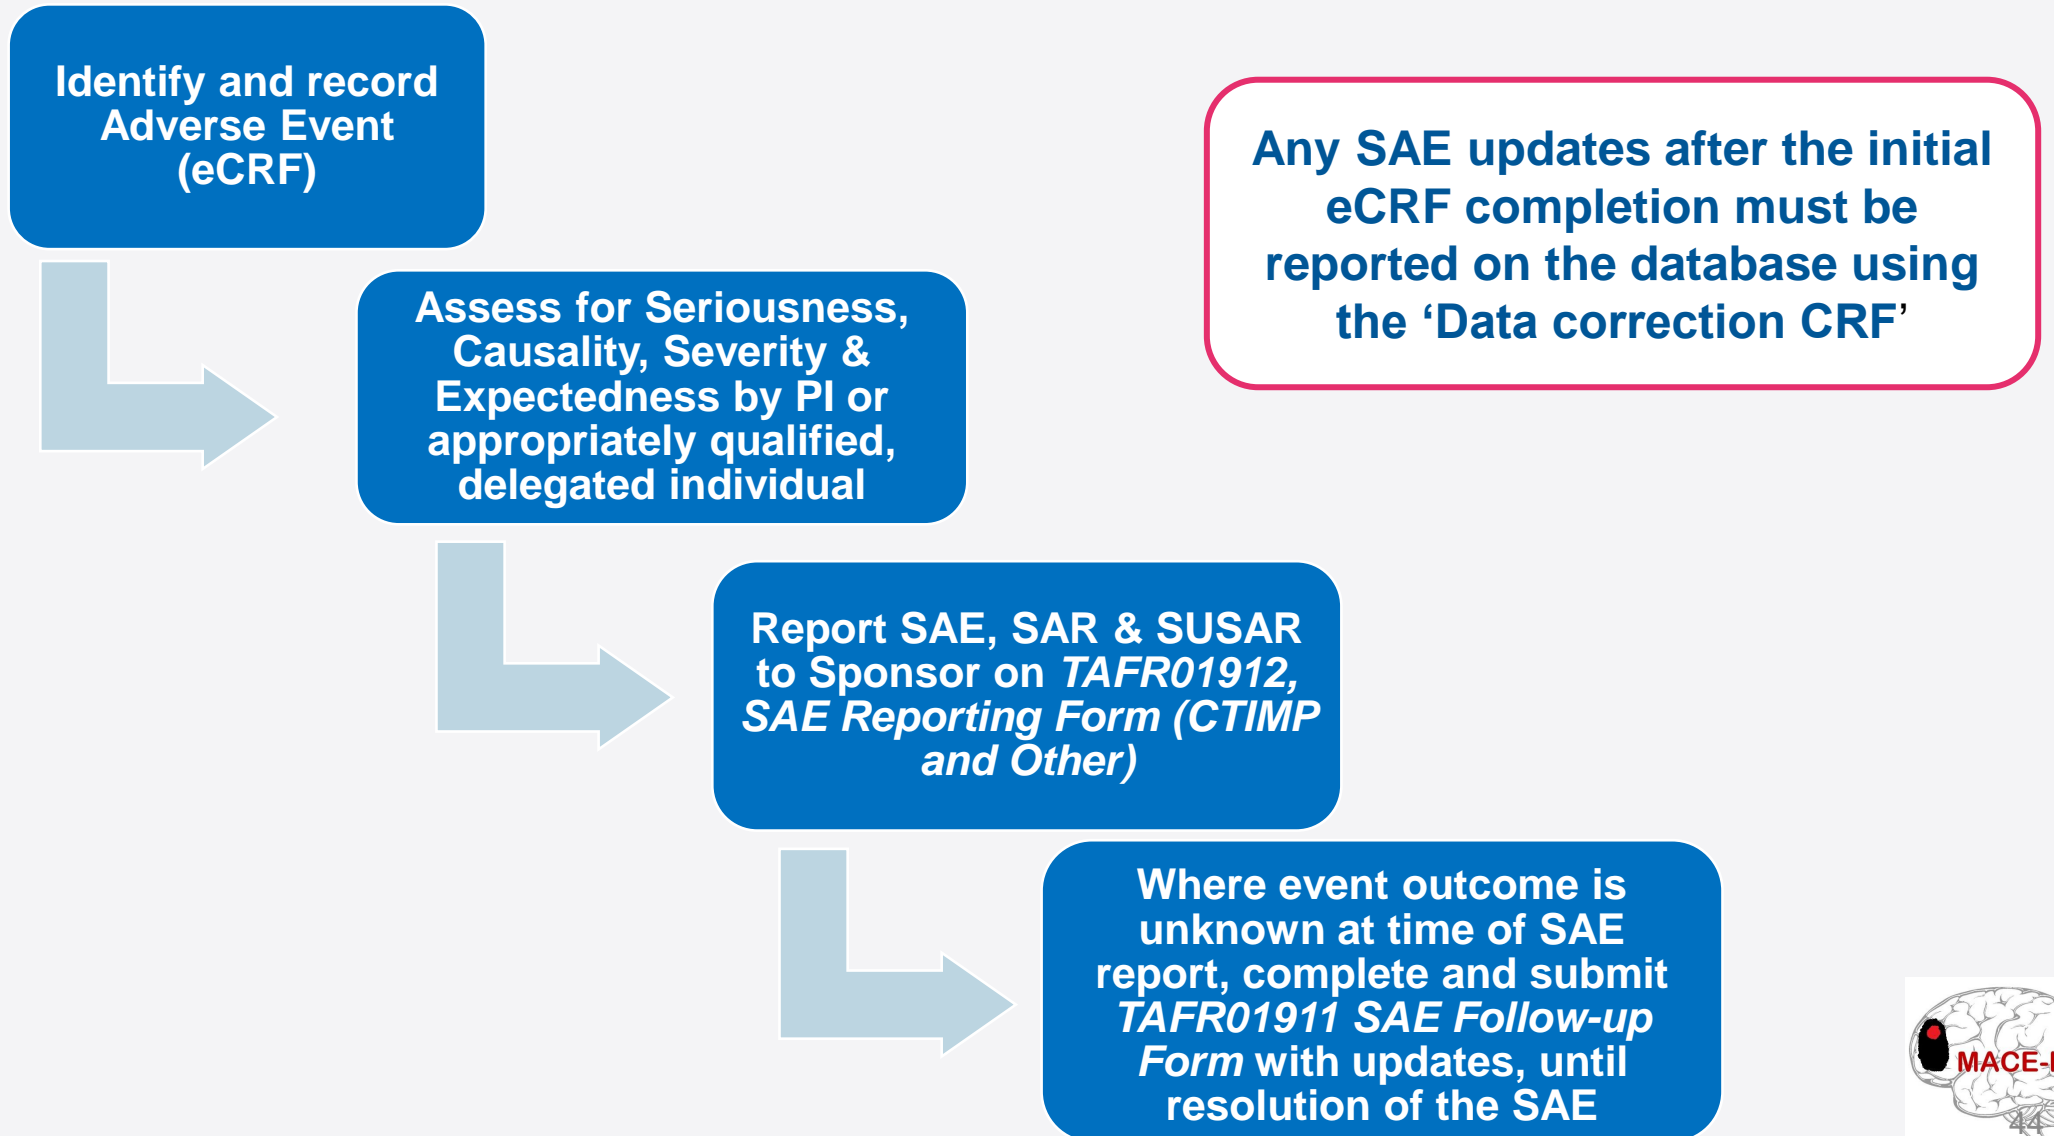 Identify and record
Adverse Event
(eCRF)
Any SAE updates after the initial
eCRF completion must be
reported on the database using
the ‘Data correction CRF’
Assess for Seriousness,
Causality, Severity &
Expectedness by PI or
appropriately qualified,
delegated individual
Report SAE, SAR & SUSAR
to Sponsor on TAFR01912,
SAE Reporting Form (CTIMP
and Other)
Where event outcome is
unknown at time of SAE
report, complete and submit
TAFR01911 SAE Follow-up
Form with updates, until
resolution of the SAE
44